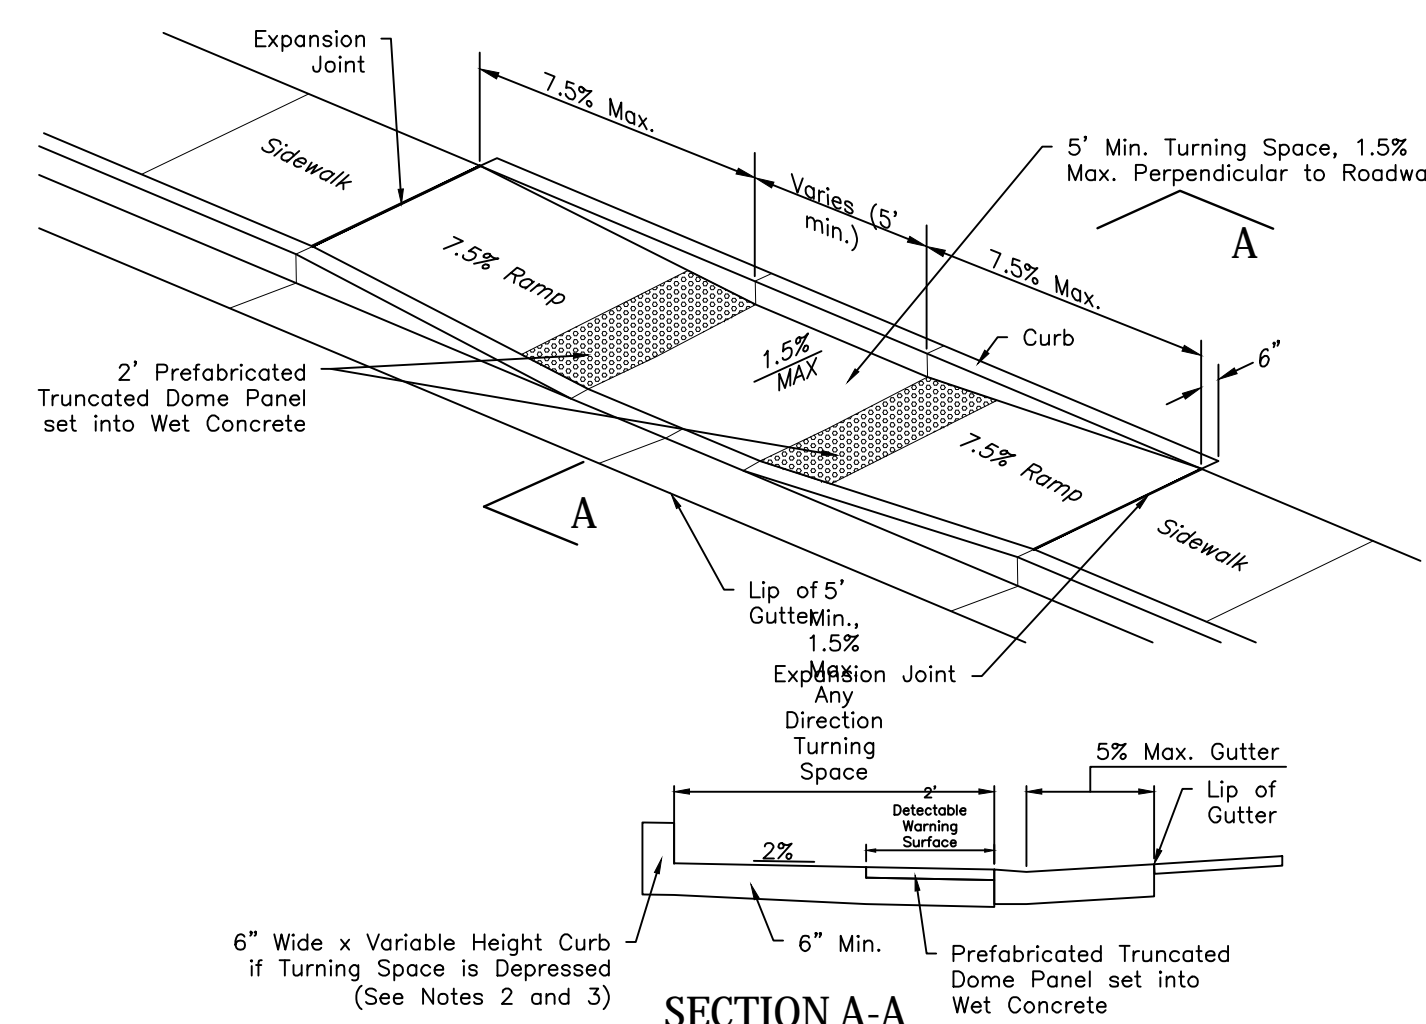 Expansion
Joint
7.5% Max.
5' Min. Turning Space, 1.5%
Max. Perpendicular to Roadwa
Sidewalk
Varies (5'
min.)
A
7.5% Ramp
7.5% Max.
Curb
6"
1.5%
MAX
2' Prefabricated
Truncated Dome Panel
set into Wet Concrete
7.5% Ramp
A
Sidewalk
Lip of
Gutter
5'
Min.,
1.5%
Max.
Any
Direction
Turning
Space
Expansion Joint
5% Max. Gutter
Lip of
Gutter
2'
Detectable
Warning
Surface
2%
6" Wide x Variable Height Curb
if Turning Space is Depressed
(See Notes 2 and 3)
6" Min.
Prefabricated Truncated
Dome Panel set into
Wet Concrete
SECTION A-A